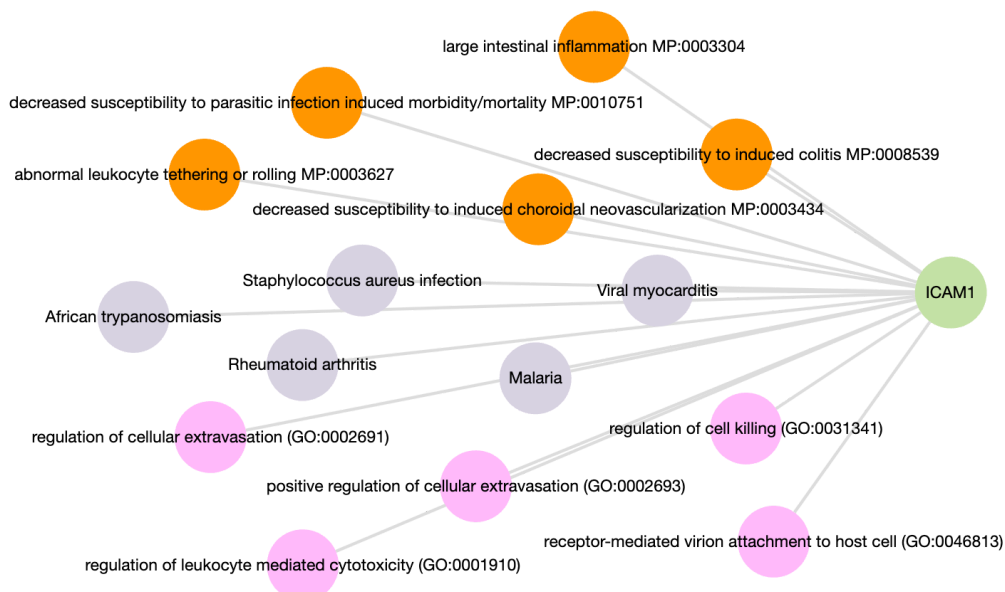 large intestinal inflammation MP:0003304
decreased susceptibility to parasitic infection induced morbidity/mortality MP:0010751
decreased susceptibility to induced colitis MP:0008539
abnormal leukocyte tethering or rolling MP:0003627
decreased susceptibility to induced choroidal neovascularization MP:0003434
Staphylococcus aureus infection
Viral myocarditis
ICAM1
African trypanosomiasis
Rheumatoid arthritis
Malaria
regulation of cell killing (GO:0031341)
regulation of cellular extravasation (GO:0002691)
positive regulation of cellular extravasation (GO:0002693)
receptor-mediated virion attachment to host cell (GO:0046813)
regulation of leukocyte mediated cytotoxicity (GO:0001910)